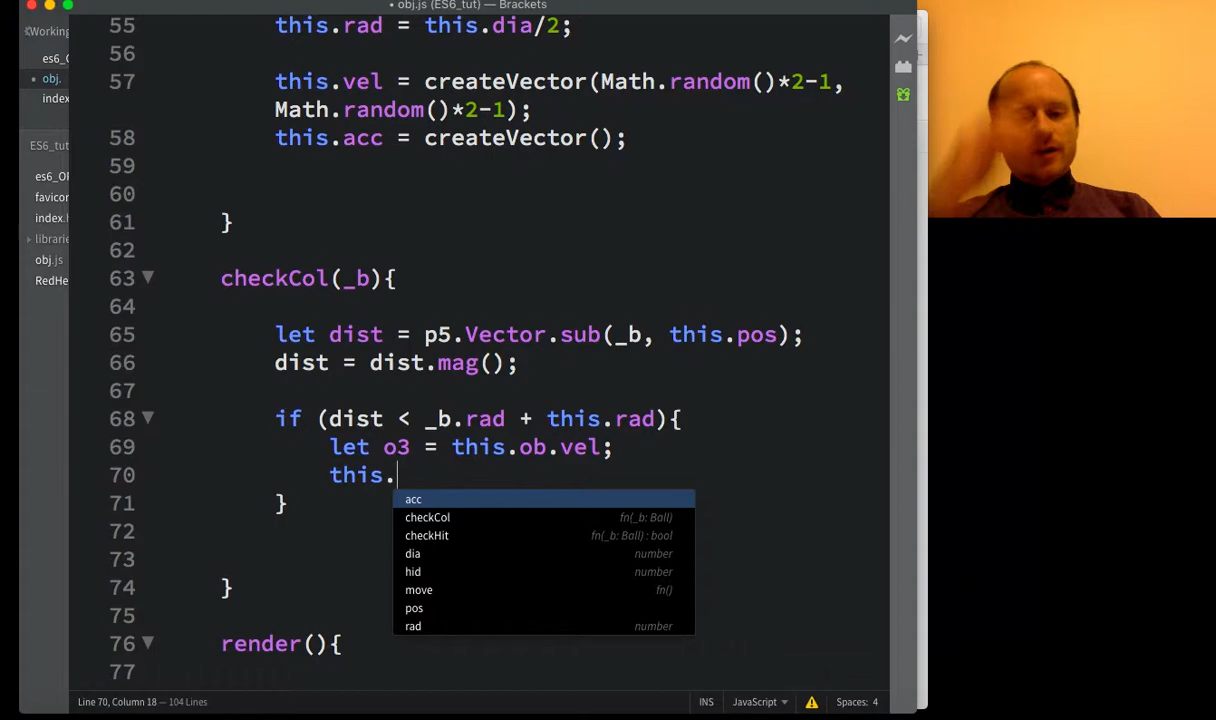 obj.js (ES6_tut) — Brackets
Working
es6_O
obj.
index
ES6_tut
es6_OB
favicon
index.h
libraries
obj.js
RedHe
55 this.rad = this.dia/2;
56
57 this.vel = createVector(Math.random()*2-1,
Math.random()*2-1);
58 this.acc = createVector();
59
60
61 }
62
63 checkCol(_b){
64
65 let dist = p5.Vector.sub(_b, this.pos);
66 dist = dist.mag();
67
68 if (dist < _b.rad + this.rad){
69 let o3 = this.ob.vel;
70 this.
71 }
72
73
74 }
75
76 render(){
77
acc
checkCol fn(_b: Ball)
checkHit fn(_b: Ball) : bool
dia number
hid number
move fn()
pos
rad number
Line 70, Column 18 — 104 Lines
INS JavaScript Spaces: 4